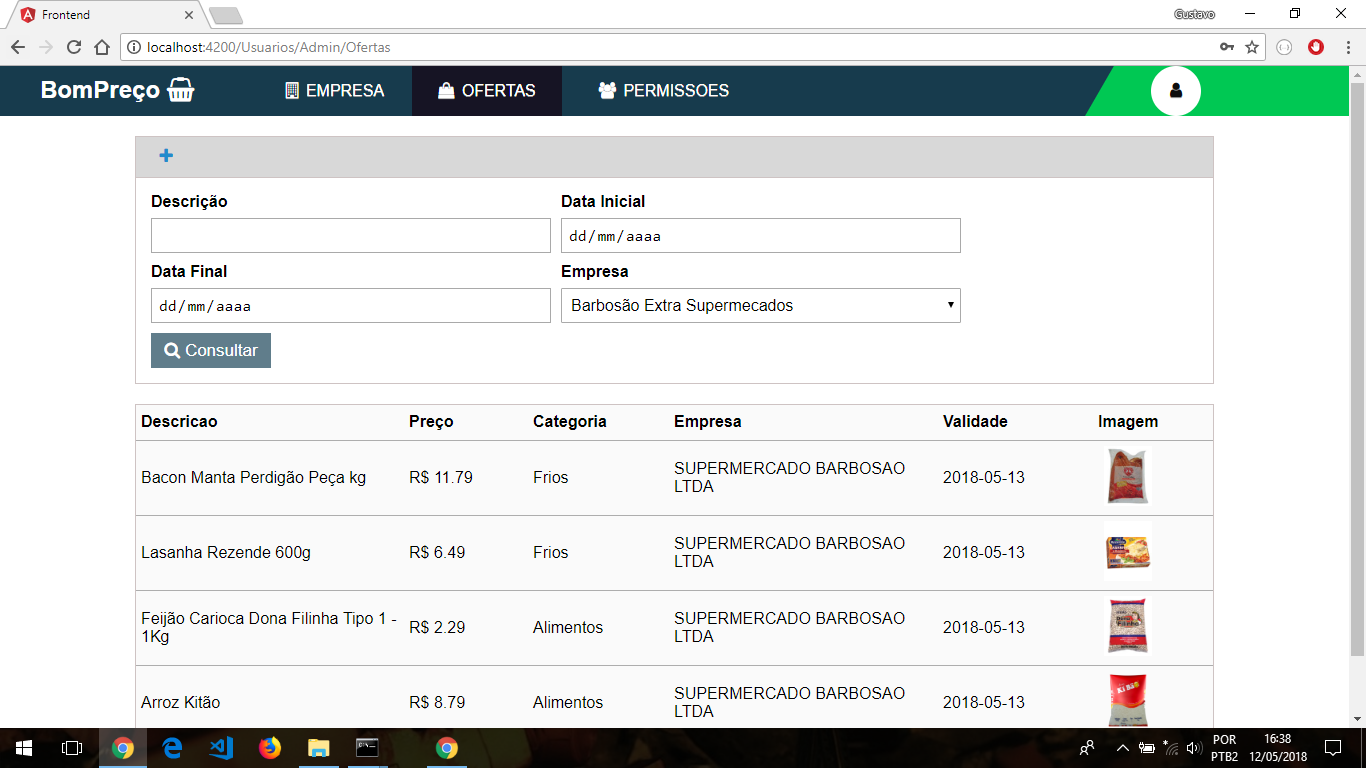 Frontend
Gustavo
localhost:4200/Usuarios/Admin/Ofertas
BomPreço
EMPRESA
OFERTAS
PERMISSOES
Descrição
Data Inicial
dd/mm/aaaa
Data Final
Empresa
dd/mm/aaaa
Barbosão Extra Supermecados
Consultar
Descricao Preço Categoria Empresa Validade Imagem
Bacon Manta Perdigão Peça kg R$ 11.79 Frios SUPERMERCADO BARBOSAO 2018-05-13
LTDA
Lasanha Rezende 600g R$ 6.49 Frios SUPERMERCADO BARBOSAO 2018-05-13
LTDA
Feijão Carioca Dona Filinha Tipo 1 - R$ 2.29 Alimentos SUPERMERCADO BARBOSAO 2018-05-13
1Kg LTDA
Arroz Kitão R$ 8.79 Alimentos SUPERMERCADO BARBOSAO 2018-05-13
LTDA
POR 16:38
PTB2 12/05/2018